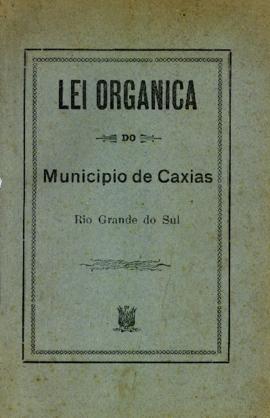 LEI ORGANICA
DO
Municipio de Caxias
Rio Grande do Sul